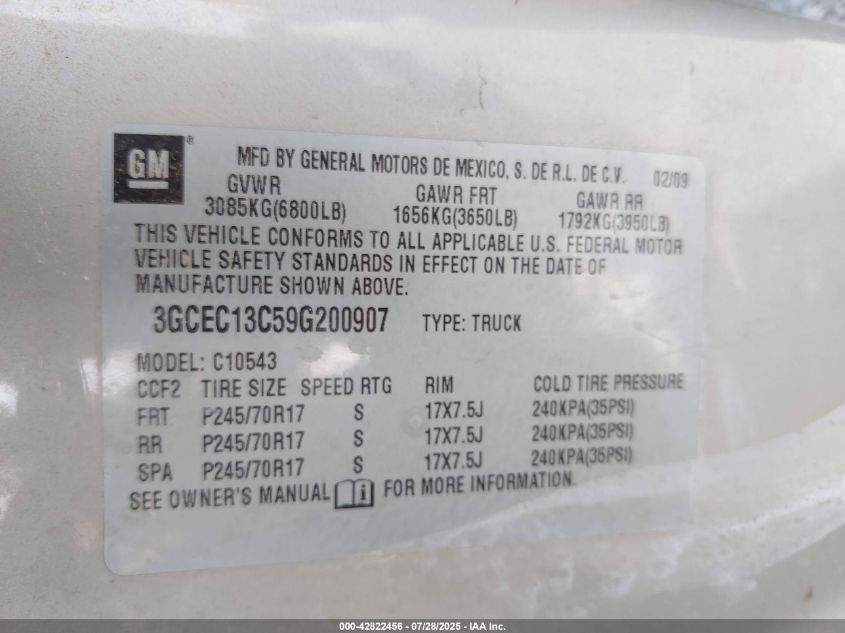 GM®
MFD BY GENERAL MOTORS DE MEXICO, S. DE R.L. DE C.V. 02/09
GVWR GAWR FRT GAWR RR
3085KG(6800LB) 1656KG(3650LB) 1792KG(3950LB)
THIS VEHICLE CONFORMS TO ALL APPLICABLE U.S. FEDERAL MOTOR
VEHICLE SAFETY STANDARDS IN EFFECT ON THE DATE OF
MANUFACTURE SHOWN ABOVE.
3GCEC13C59G200907 TYPE: TRUCK
MODEL: C10543
CCF2 TIRE SIZE SPEED RTG RIM COLD TIRE PRESSURE
FRT P245/70R17 S 17X7.5J 240KPA(35PSI)
RR P245/70R17 S 17X7.5J 240KPA(35PSI)
SPA P245/70R17 S 17X7.5J 240KPA(35PSI)
SEE OWNER'S MANUAL i FOR MORE INFORMATION.
000-42822456 - 07/28/2025 - IAA Inc.